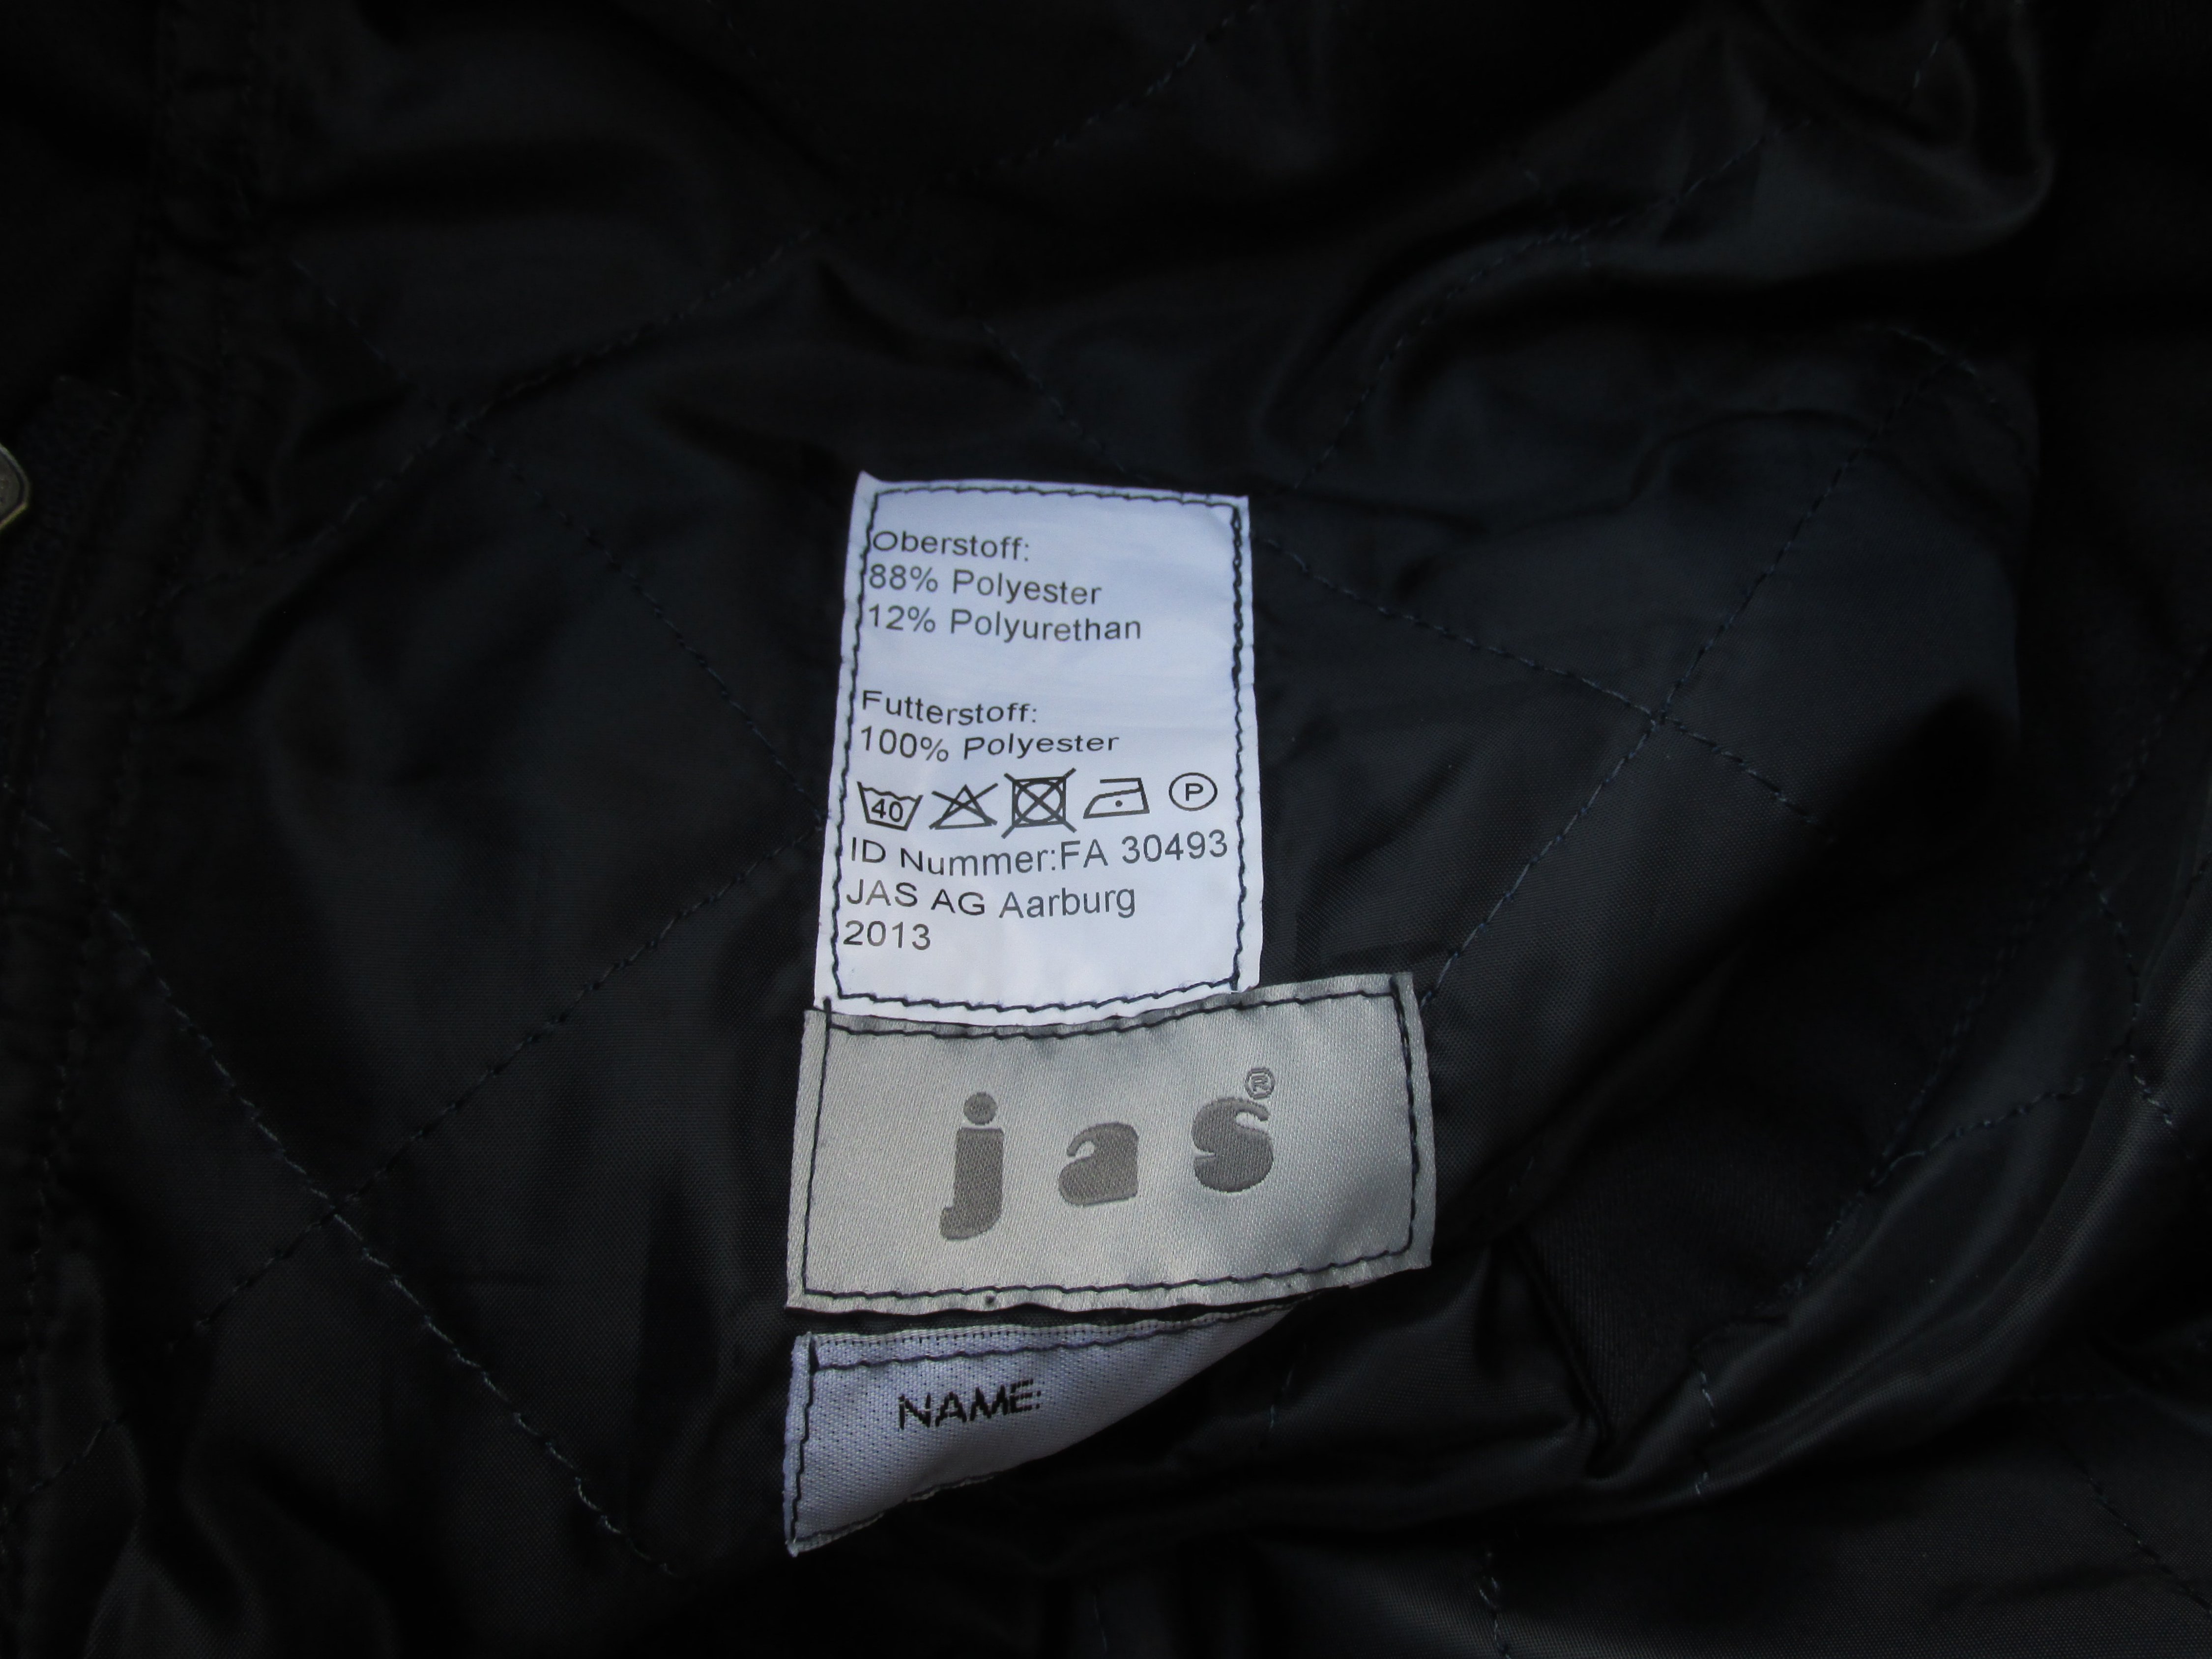 Oberstoff:
88% Polyester
12% Polyurethan
Futterstoff:
100% Polyester
40 P
ID Nummer:FA 30493
JAS AG Aarburg
2013
jas®
NAME: